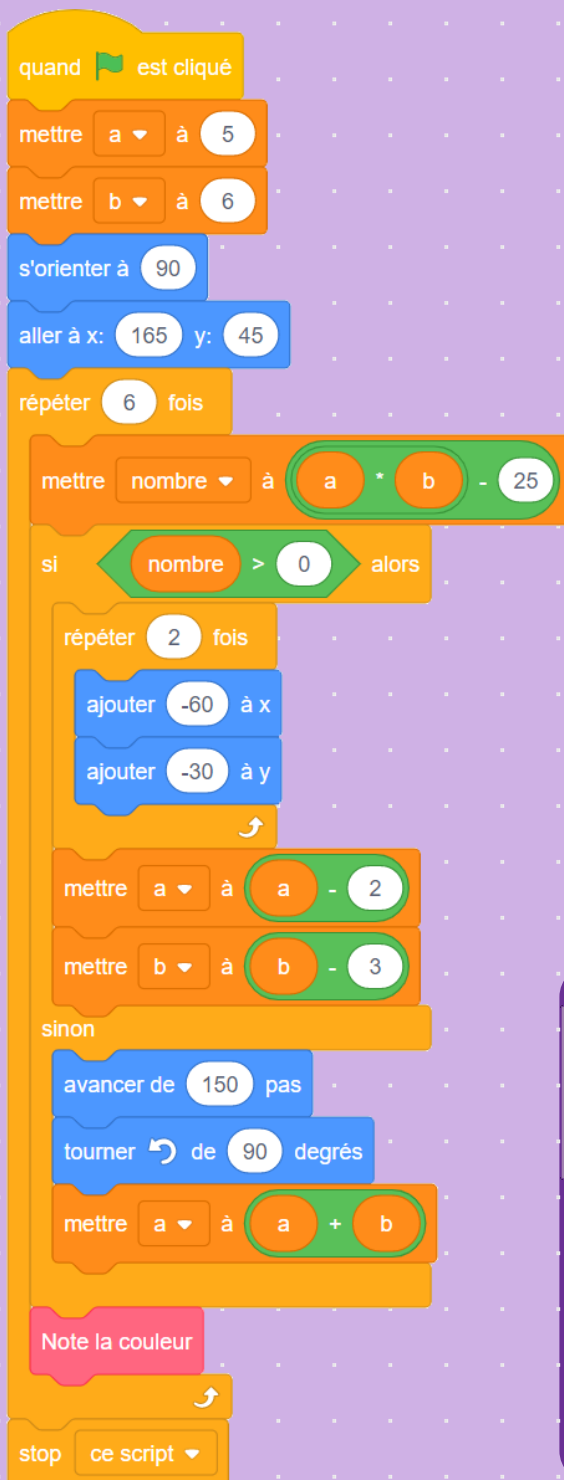 quand est cliqué
mettre a à 5
mettre b à 6
s'orienter à 90
aller à x: 165 y: 45
répéter 6 fois
mettre nombre à a * b - 25
si nombre > 0 alors
répéter 2 fois
ajouter -60 à x
ajouter -30 à y
mettre a à a - 2
mettre b à b - 3
sinon
avancer de 150 pas
tourner de 90 degrés
mettre a à a + b
Note la couleur
stop ce script